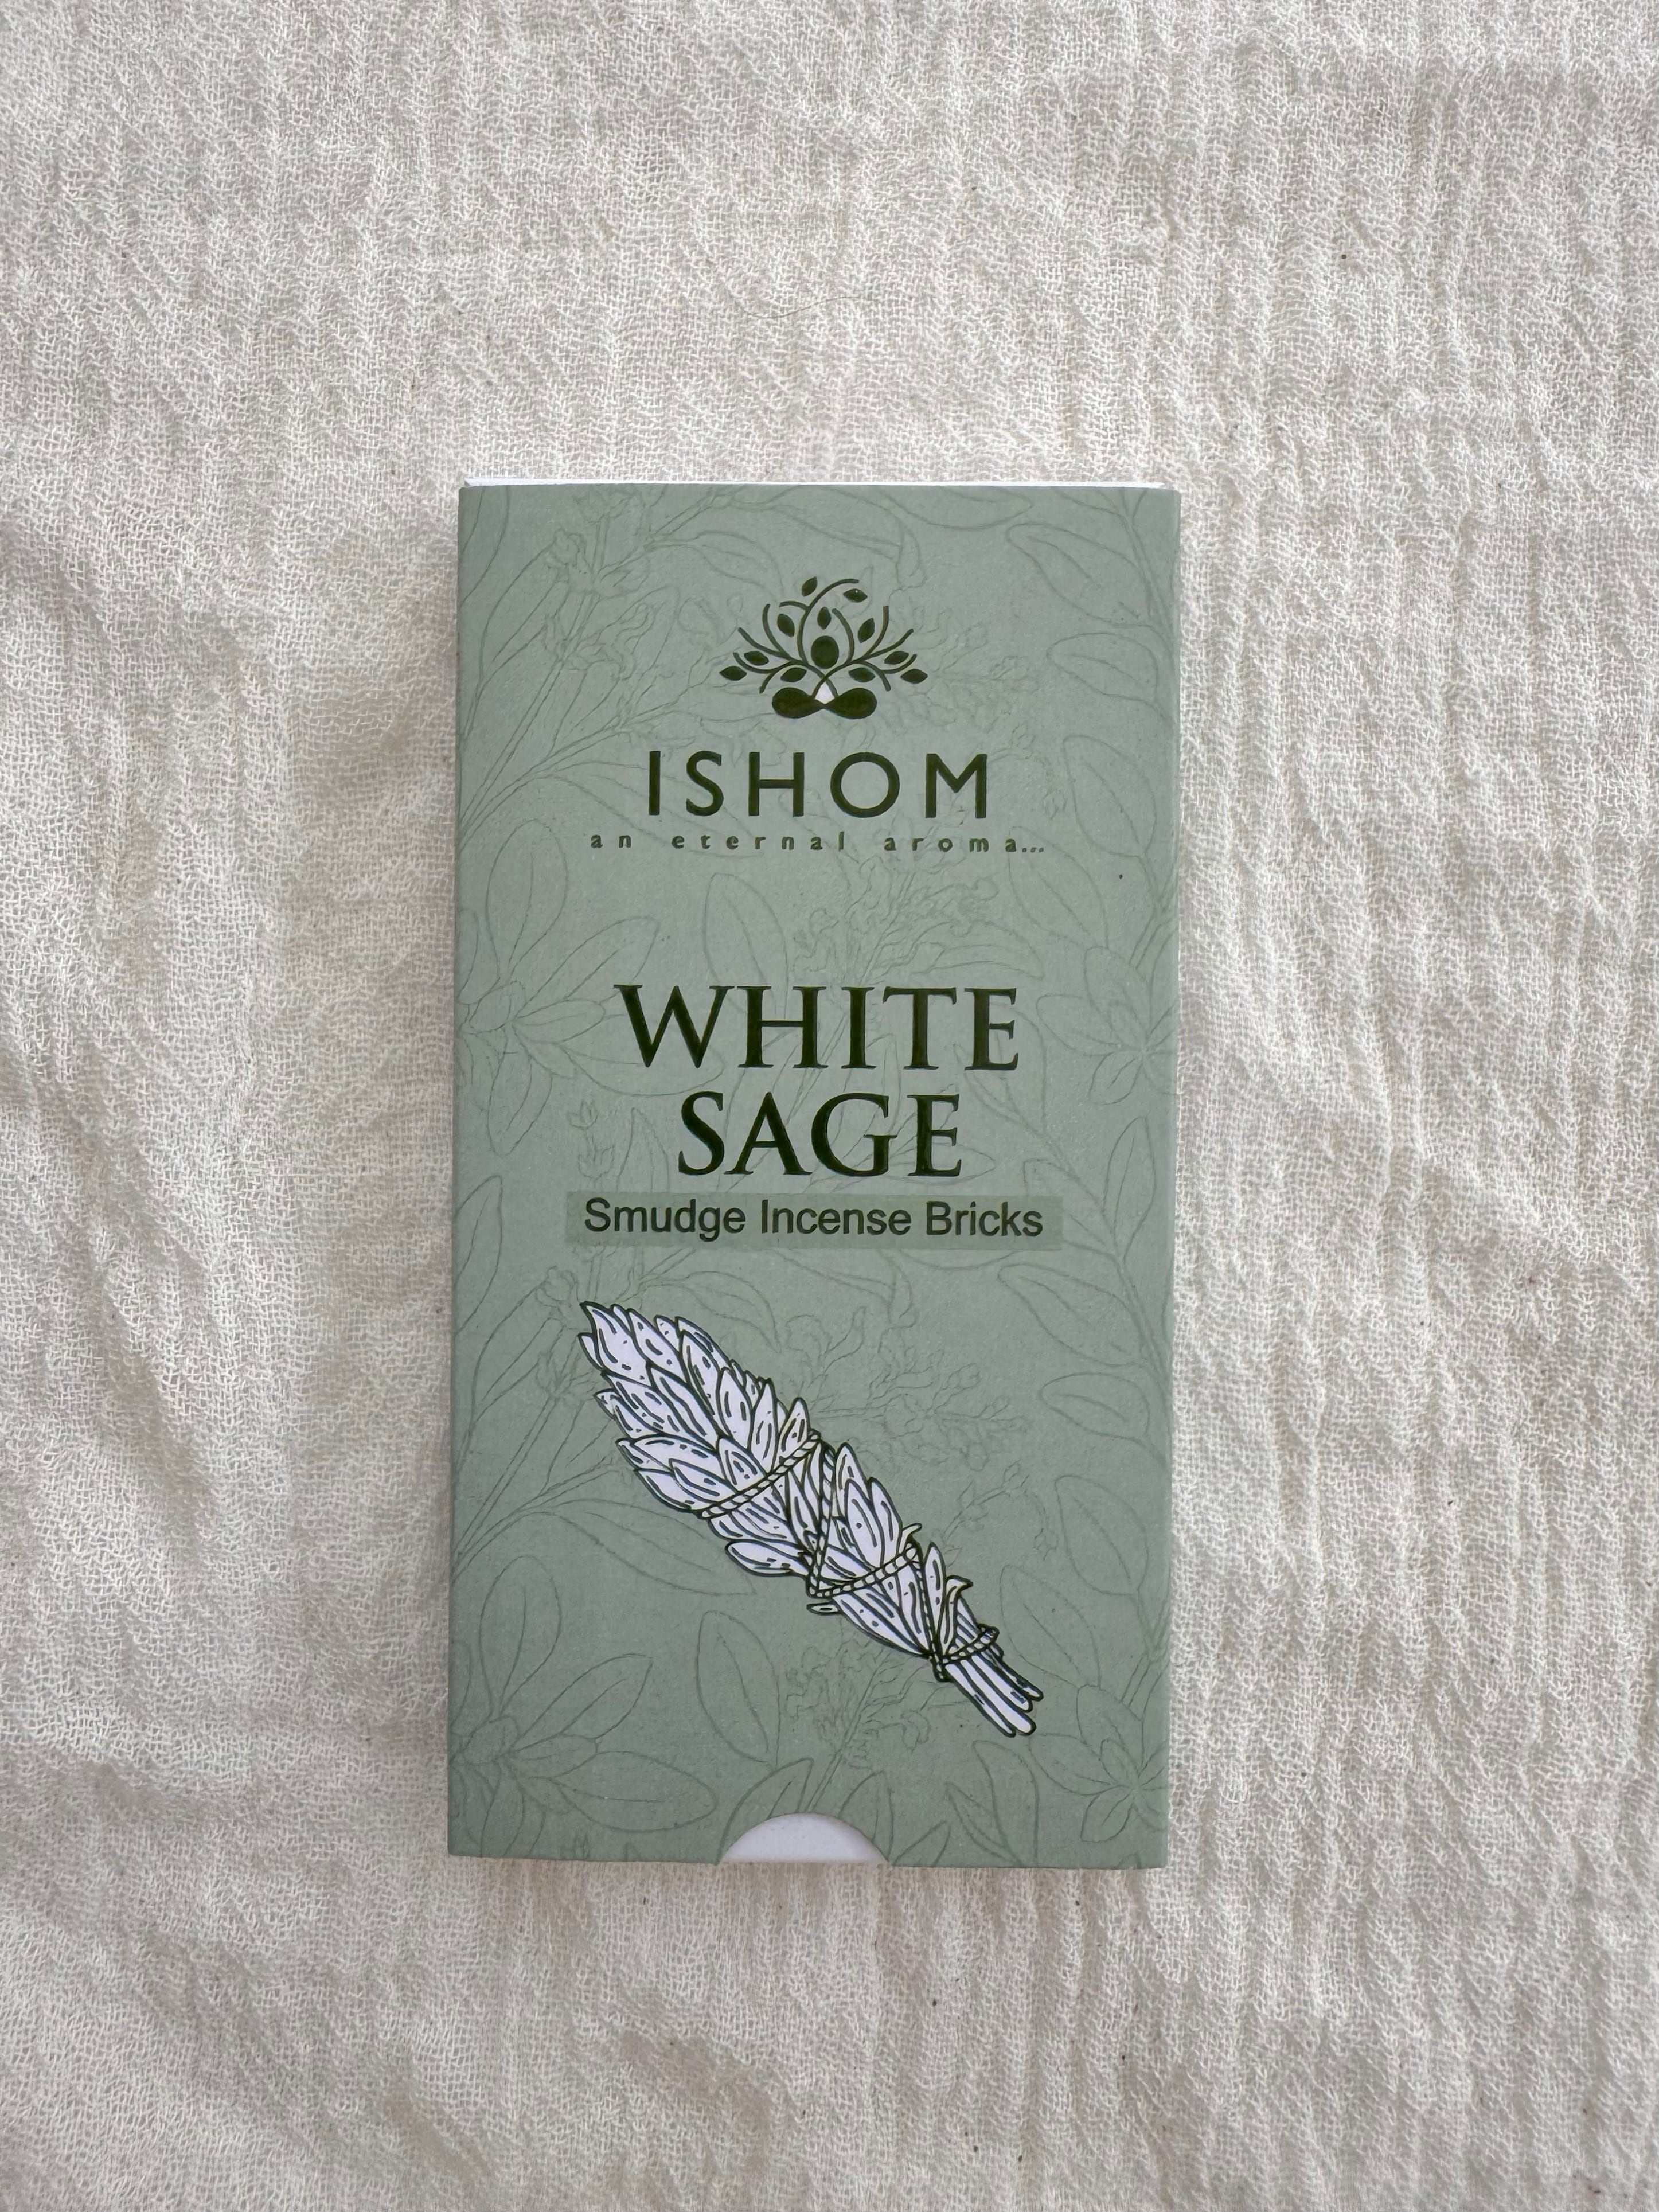 ISHOM
an eternal aroma...
WHITE
SAGE
Smudge Incense Bricks